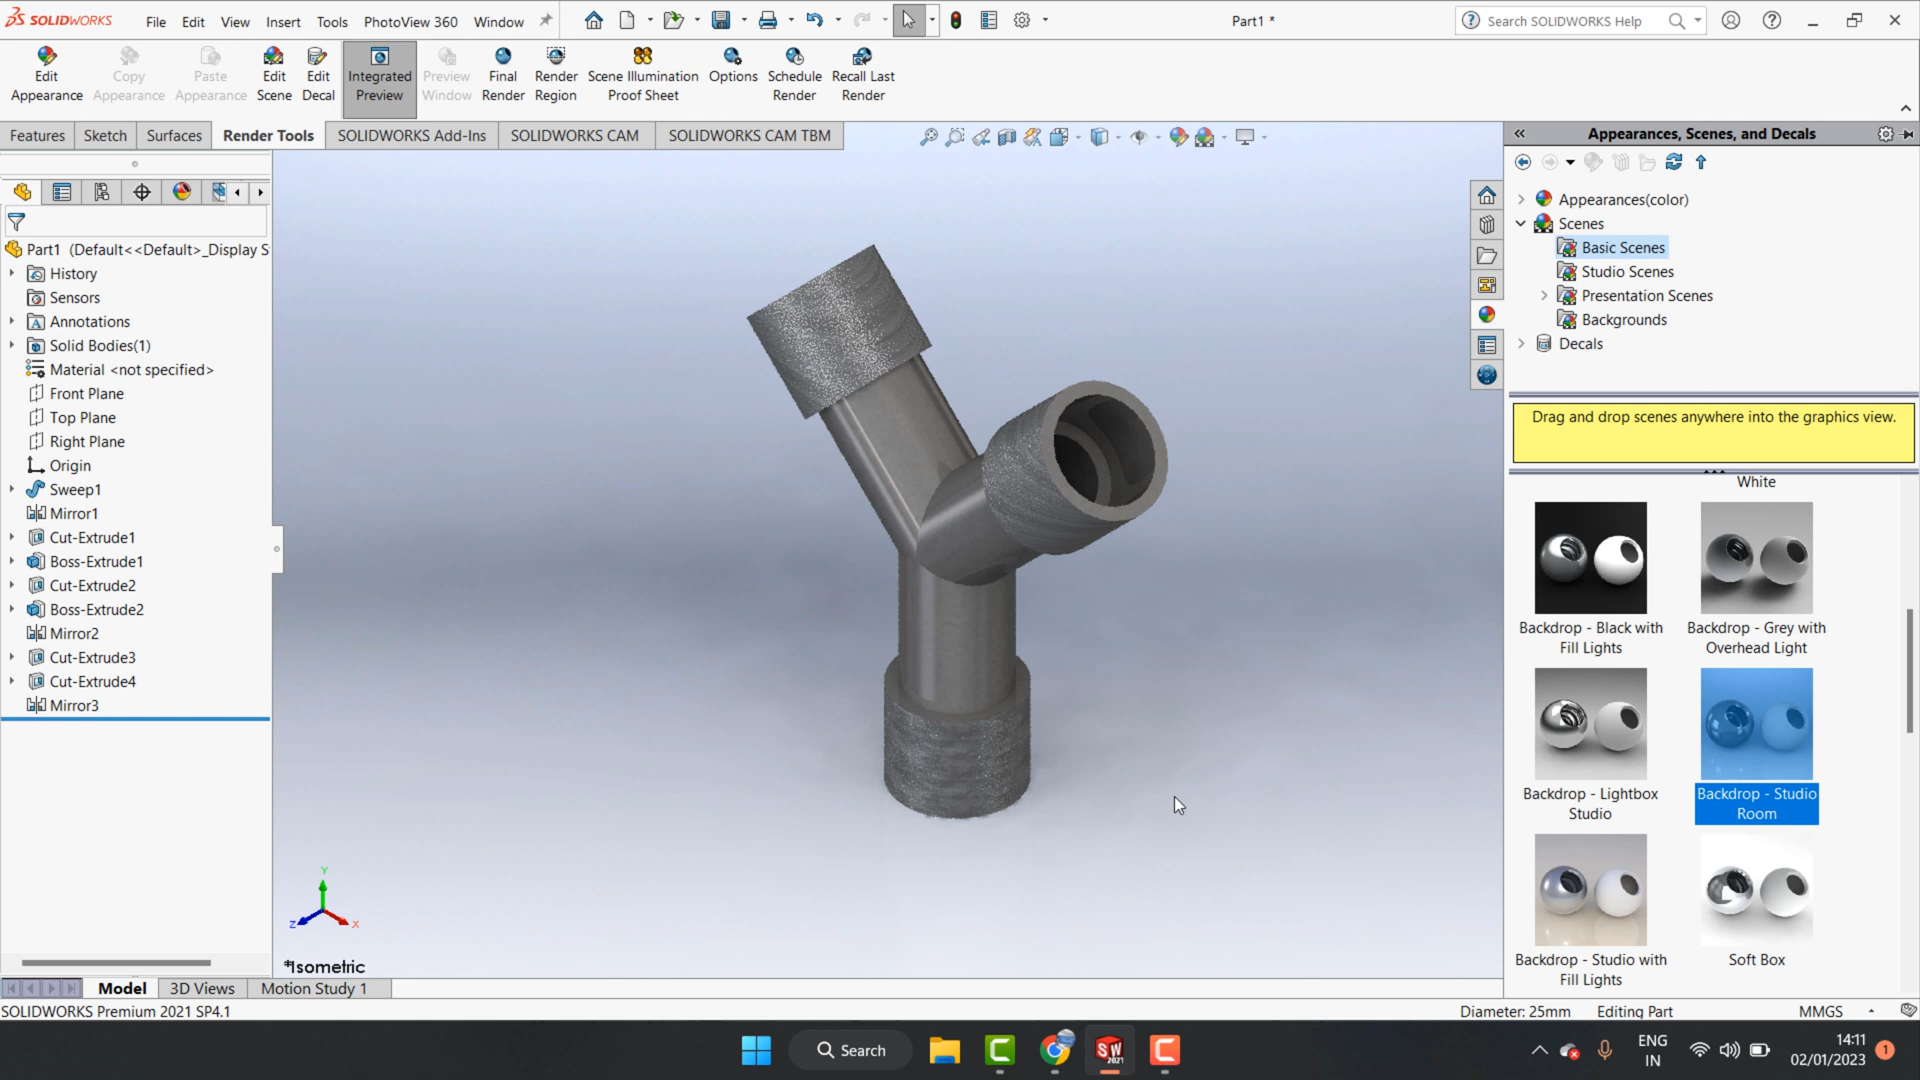 SOLIDWORKS File Edit View Insert Tools PhotoView 360 Window Part1 * Search SOLIDWORKS Help
Edit Appearance
Copy Appearance
Paste Appearance
Edit Scene
Edit Decal
Integrated Preview
Preview Window
Final Render
Render Region
Scene Illumination Proof Sheet
Options
Schedule Render
Recall Last Render
Features Sketch Surfaces Render Tools SOLIDWORKS Add-Ins SOLIDWORKS CAM SOLIDWORKS CAM TBM
Part1 (Default<<Default>_Display S
History
Sensors
Annotations
Solid Bodies(1)
Material <not specified>
Front Plane
Top Plane
Right Plane
Origin
Sweep1
Mirror1
Cut-Extrude1
Boss-Extrude1
Cut-Extrude2
Boss-Extrude2
Mirror2
Cut-Extrude3
Cut-Extrude4
Mirror3
Y
Z X
*Isometric
Appearances, Scenes, and Decals
Appearances(color)
Scenes
Basic Scenes
Studio Scenes
Presentation Scenes
Backgrounds
Decals
Drag and drop scenes anywhere into the graphics view.
White
Backdrop - Black with Fill Lights
Backdrop - Grey with Overhead Light
Backdrop - Lightbox Studio
Backdrop - Studio Room
Backdrop - Studio with Fill Lights
Soft Box
Model 3D Views Motion Study 1
SOLIDWORKS Premium 2021 SP4.1 Diameter: 25mm Editing Part MMGS
Search
SW
2021
ENG
IN
14:11
02/01/2023
1